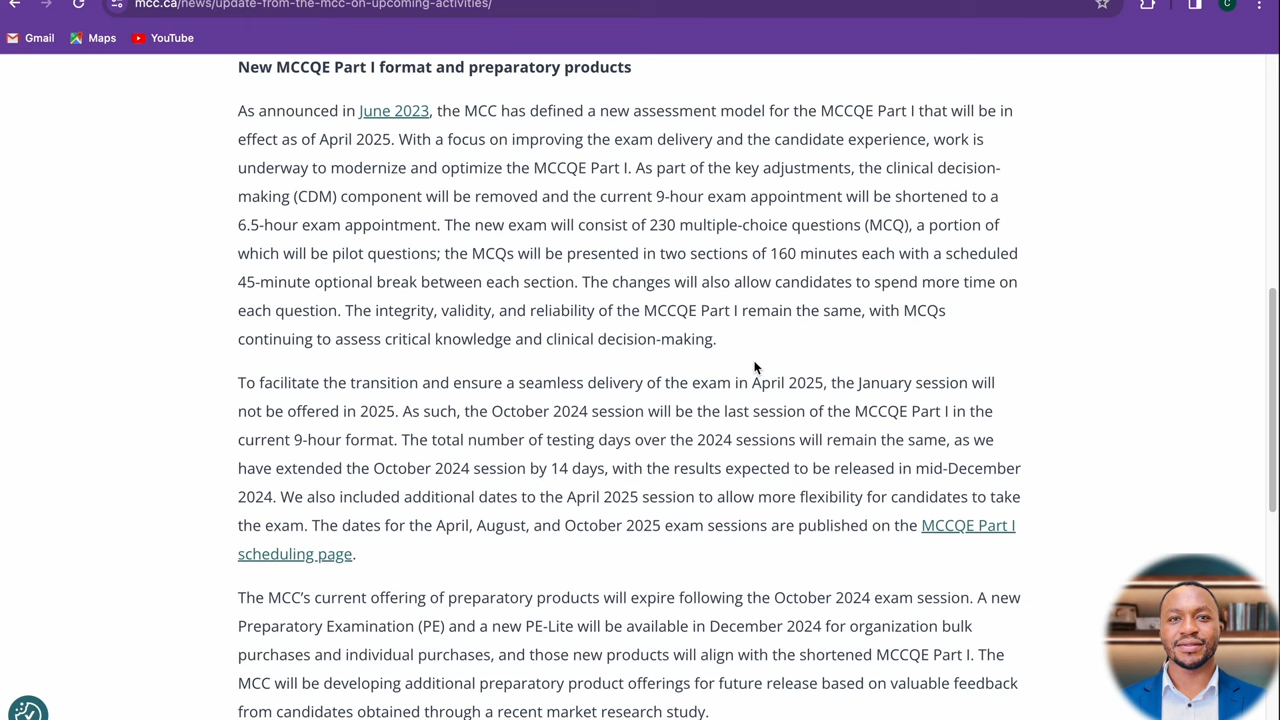 mcc.ca/news/update-from-the-mcc-on-upcoming-activities/
C
Gmail Maps YouTube
New MCCQE Part I format and preparatory products
As announced in June 2023, the MCC has defined a new assessment model for the MCCQE Part I that will be in
effect as of April 2025. With a focus on improving the exam delivery and the candidate experience, work is
underway to modernize and optimize the MCCQE Part I. As part of the key adjustments, the clinical decision-
making (CDM) component will be removed and the current 9-hour exam appointment will be shortened to a
6.5-hour exam appointment. The new exam will consist of 230 multiple-choice questions (MCQ), a portion of
which will be pilot questions; the MCQs will be presented in two sections of 160 minutes each with a scheduled
45-minute optional break between each section. The changes will also allow candidates to spend more time on
each question. The integrity, validity, and reliability of the MCCQE Part I remain the same, with MCQs
continuing to assess critical knowledge and clinical decision-making.
To facilitate the transition and ensure a seamless delivery of the exam in April 2025, the January session will
not be offered in 2025. As such, the October 2024 session will be the last session of the MCCQE Part I in the
current 9-hour format. The total number of testing days over the 2024 sessions will remain the same, as we
have extended the October 2024 session by 14 days, with the results expected to be released in mid-December
2024. We also included additional dates to the April 2025 session to allow more flexibility for candidates to take
the exam. The dates for the April, August, and October 2025 exam sessions are published on the MCCQE Part I
scheduling page.
The MCC’s current offering of preparatory products will expire following the October 2024 exam session. A new
Preparatory Examination (PE) and a new PE-Lite will be available in December 2024 for organization bulk
purchases and individual purchases, and those new products will align with the shortened MCCQE Part I. The
MCC will be developing additional preparatory product offerings for future release based on valuable feedback
from candidates obtained through a recent market research study.